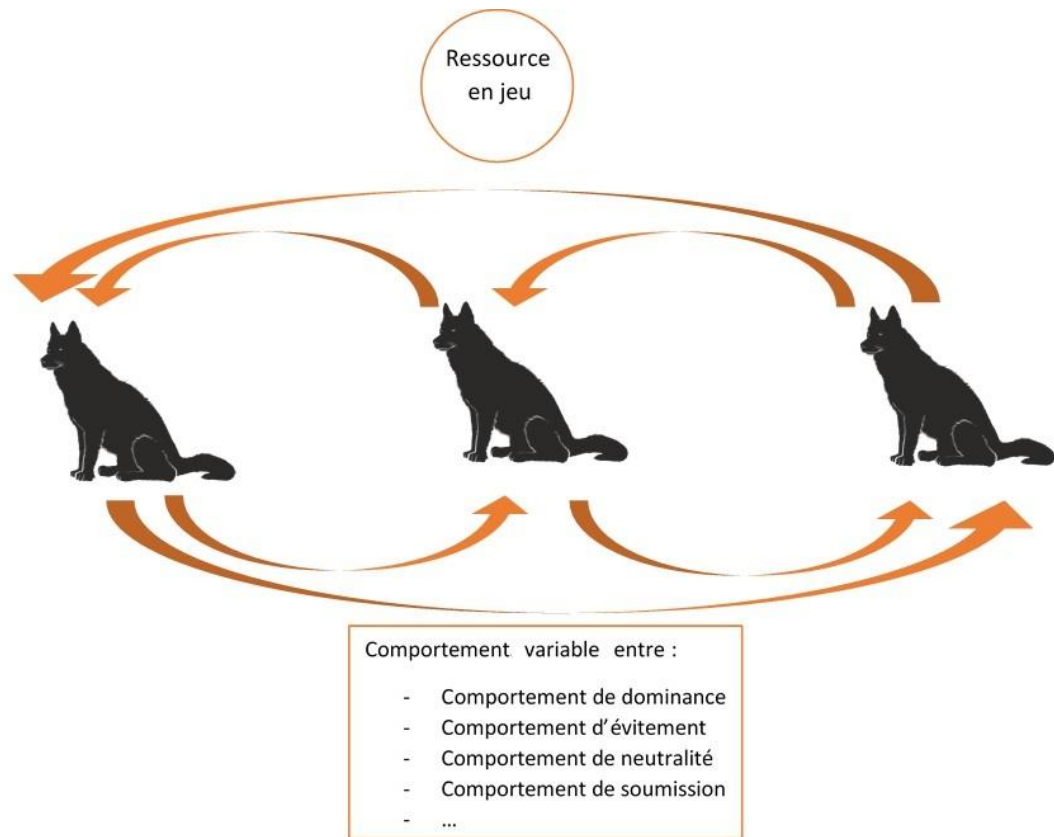 Ressource
en jeu
Comportement variable entre :
- Comportement de dominance
- Comportement d’évitement
- Comportement de neutralité
- Comportement de soumission
- ...